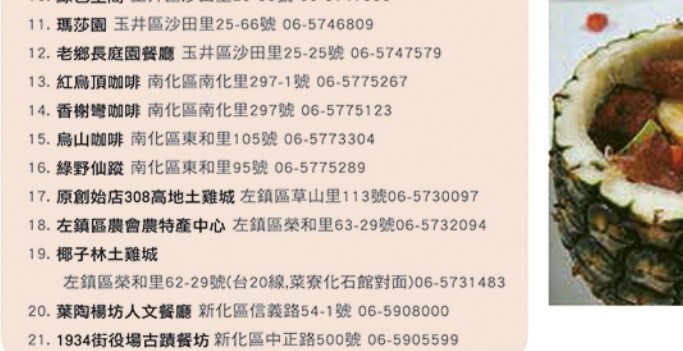 11. 瑪莎園 玉井區沙田里25-66號 06-5746809
12. 老鄉長庭園餐廳 玉井區沙田里25-25號 06-5747579
13. 紅鳥頂咖啡 南化區南化里297-1號 06-5775267
14. 香榭彎咖啡 南化區南化里297號 06-5775123
15. 烏山咖啡 南化區東和里105號 06-5773304
16. 綠野仙蹤 南化區東和里95號 06-5775289
17. 原創始店308高地土雞城 左鎮區草山里113號06-5730097
18. 左鎮區農會農特產中心 左鎮區榮和里63-29號06-5732094
19. 椰子林土雞城
左鎮區榮和里62-29號(台20線,菜寮化石館對面)06-5731483
20. 葉陶楊坊人文餐廳 新化區信義路54-1號 06-5908000
21. 1934街役場古蹟餐坊 新化區中正路500號 06-5905599